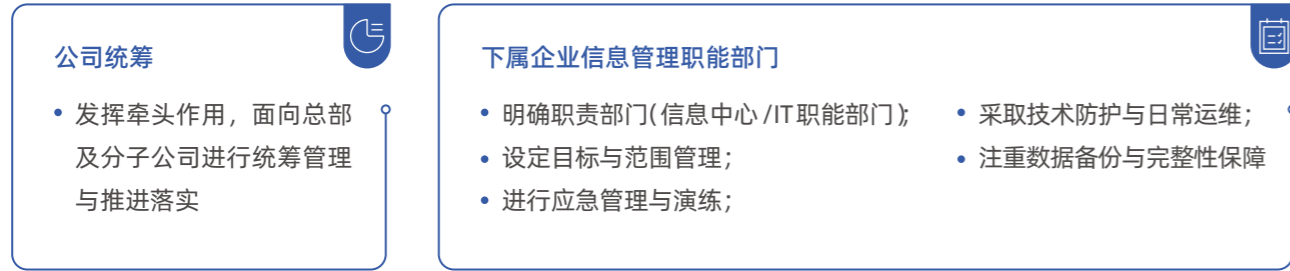 公司统筹
• 发挥牵头作用，面向总部
及分子公司进行统筹管理
与推进落实
下属企业信息管理职能部门
• 明确职责部门(信息中心/IT职能部门)；
• 设定目标与范围管理；
• 进行应急管理与演练；
• 采取技术防护与日常运维；
• 注重数据备份与完整性保障